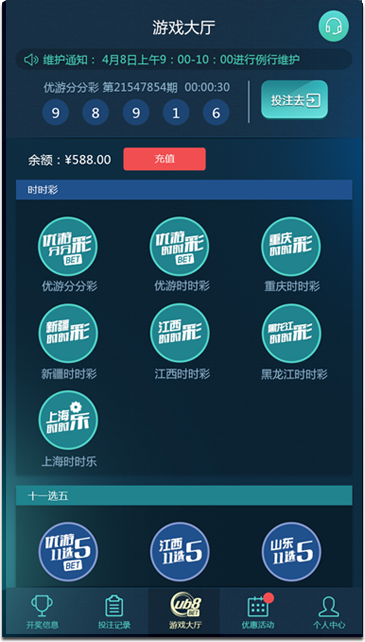 游戏大厅
维护通知： 4月8日上午9：00-10：00进行例行维护
优游分分彩 第21547854期 00:00:30
9 8 9 1 6
投注去
余额：¥588.00 充值
时时彩
优游 分分彩 BET
优游 时时彩 BET
重庆 时时彩
优游分分彩 优游时时彩 重庆时时彩
新疆 时时彩
江西 时时彩
黑龙江 时时彩
新疆时时彩 江西时时彩 黑龙江时时彩
上海 时时乐
上海时时乐
十一选五
优游 11选5 BET
江西 11选5
山东 11选5
ub8 BET
开奖信息 投注记录 游戏大厅 优惠活动 个人中心